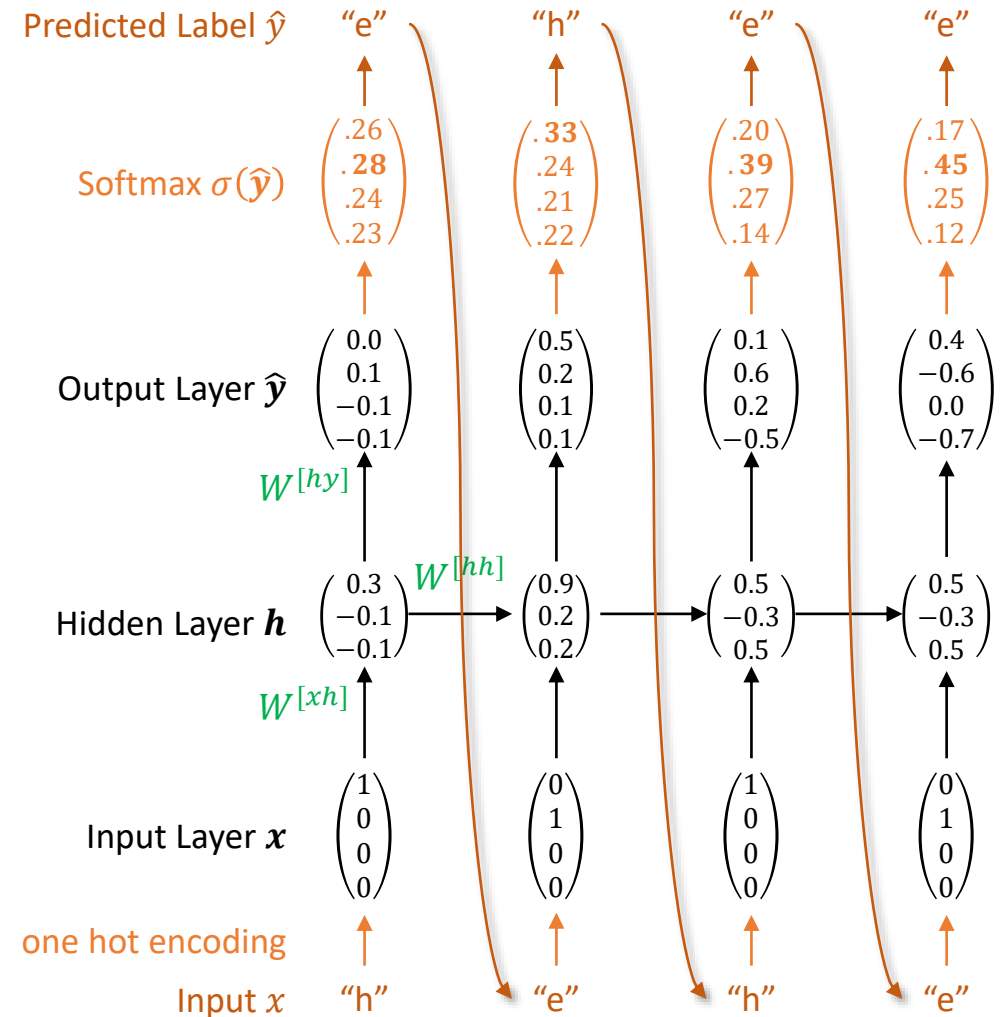 Predicted Label ŷ “e” “h” “e” “e”
Softmax σ(ŷ)
.26 .33 .20 .17
.28 .24 .39 .45
.24 .21 .27 .25
.23 .22 .14 .12
Output Layer ŷ
0.0 0.5 0.1 0.4
0.1 0.2 0.6 −0.6
−0.1 0.1 0.2 0.0
−0.1 0.1 −0.5 −0.7
W^[hy]
W^[hh]
Hidden Layer h
0.3 0.9 0.5 0.5
−0.1 0.2 −0.3 −0.3
−0.1 0.2 0.5 0.5
W^[xh]
Input Layer x
1 0 1 0
0 1 0 1
0 0 0 0
0 0 0 0
one hot encoding
Input x “h” “e” “h” “e”